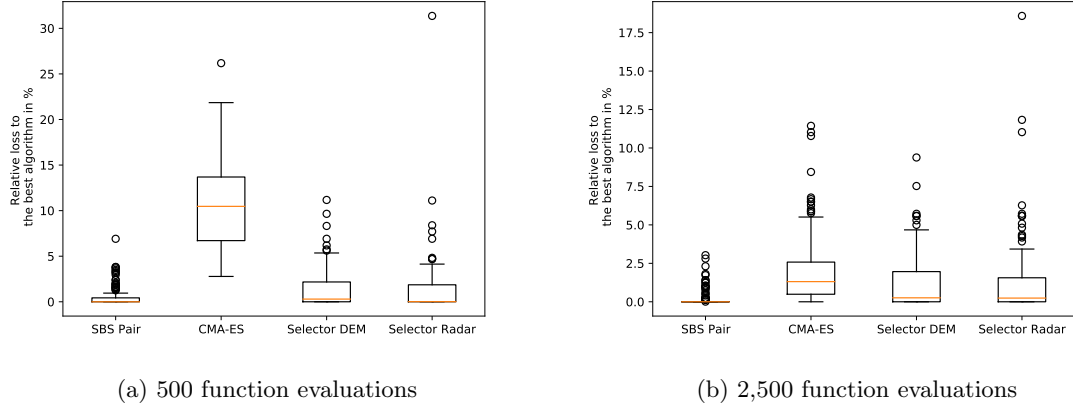 Relative loss to
the best algorithm in %
30
25
20
15
10
5
0
SBS Pair CMA-ES Selector DEM Selector Radar
(a) 500 function evaluations
Relative loss to
the best algorithm in %
17.5
15.0
12.5
10.0
7.5
5.0
2.5
0.0
SBS Pair CMA-ES Selector DEM Selector Radar
(b) 2,500 function evaluations